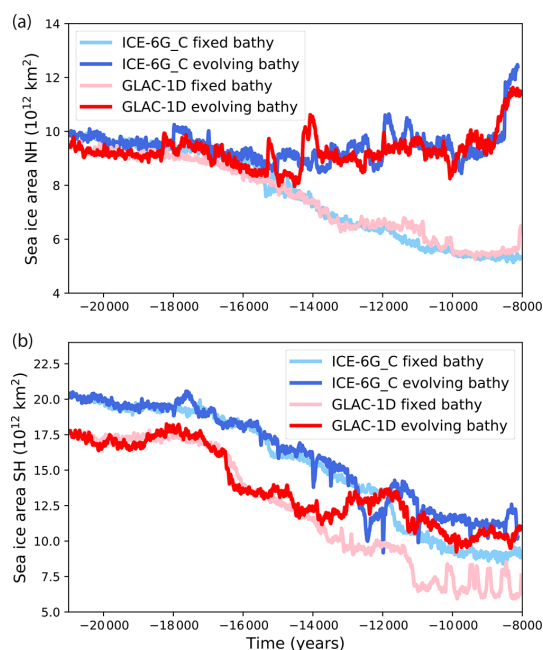 (a)
14
12
10
8
6
4
Sea ice area NH (10¹² km²)
ICE-6G_C fixed bathy
ICE-6G_C evolving bathy
GLAC-1D fixed bathy
GLAC-1D evolving bathy
−20000 −18000 −16000 −14000 −12000 −10000 −8000
(b)
22.5
20.0
17.5
15.0
12.5
10.0
7.5
5.0
Sea ice area SH (10¹² km²)
ICE-6G_C fixed bathy
ICE-6G_C evolving bathy
GLAC-1D fixed bathy
GLAC-1D evolving bathy
−20000 −18000 −16000 −14000 −12000 −10000 −8000
Time (years)